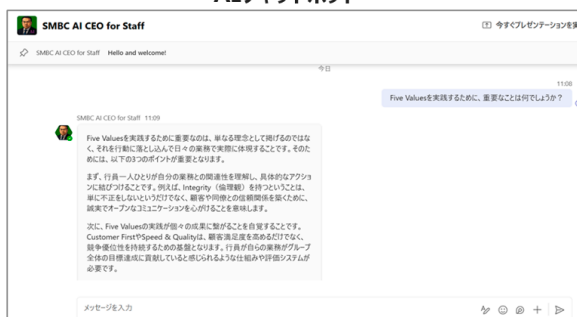 AIチャットボット
SMBC AI CEO for Staff
今すぐプレゼンテーションを実
SMBC AI CEO for Staff Hello and welcome!
今日
11:08
Five Valuesを実践するために、重要なことは何でしょうか？
SMBC AI CEO for Staff 11:09
Five Valuesを実践するために重要なのは、単なる理念として掲げるのではな
く、それを行動に落とし込んで日々の業務で実際に体現することです。そのた
めには、以下の3つのポイントが重要となります。
まず、行員一人ひとりが自分の業務との関連性を理解し、具体的なアクショ
ンに結びつけることです。例えば、Integrity（倫理観）を持つということは、
単に不正をしないというだけでなく、顧客や同僚との信頼関係を築くために、
誠実でオープンなコミュニケーションを心がけることを意味します。
次に、Five Valuesの実践が個々の成果に繋がることを自覚することです。
Customer FirstやSpeed & Qualityは、顧客満足度を高めるだけでなく、
競争優位性を持続するための基盤となります。行員が自らの業務がグループ
全体の目標達成に貢献していると感じられるような仕組みや評価システムが
必要です。
メッセージを入力